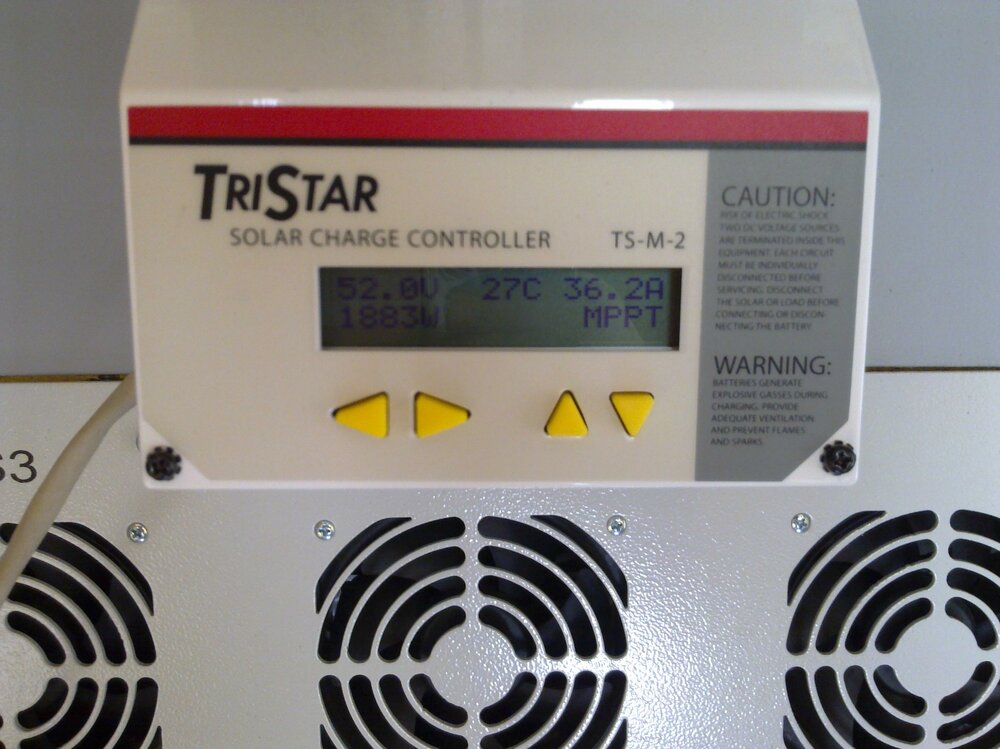 TRISTAR
SOLAR CHARGE CONTROLLER TS-M-2
52.0V 27C 36.2A
1883W MPPT
CAUTION:
RISK OF ELECTRIC SHOCK
TWO DC VOLTAGE SOURCES
ARE TERMINATED INSIDE THIS
EQUIPMENT. EACH CIRCUIT
MUST BE INDIVIDUALLY
DISCONNECTED BEFORE
SERVICING. DISCONNECT
THE SOLAR OR LOAD BEFORE
CONNECTING OR DISCON-
NECTING THE BATTERY
WARNING:
BATTERIES GENERATE
EXPLOSIVE GASSES DURING
CHARGING. PROVIDE
ADEQUATE VENTILATION
AND PREVENT FLAMES
AND SPARKS.
S3